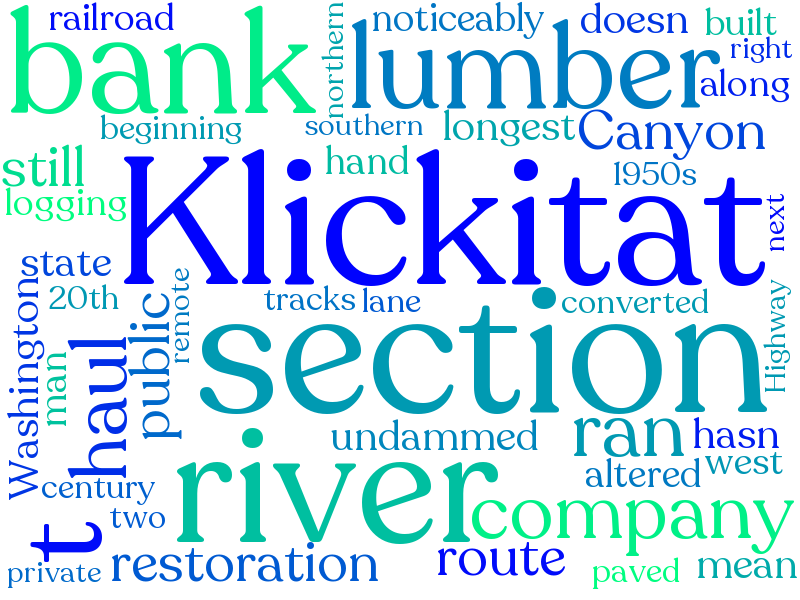 railroad
bank
northern
noticeably
doesn
built
lumber
right
along
beginning
southern
longest
Canyon
still
hand
1950s
logging
Klickitat
next
state
20th
tracks
lane
converted
Washington
man
haul
public
remote
section
Highway
undammed
ran
hasn
river
altered
west
century
t
two
company
private
restoration
route
paved
mean